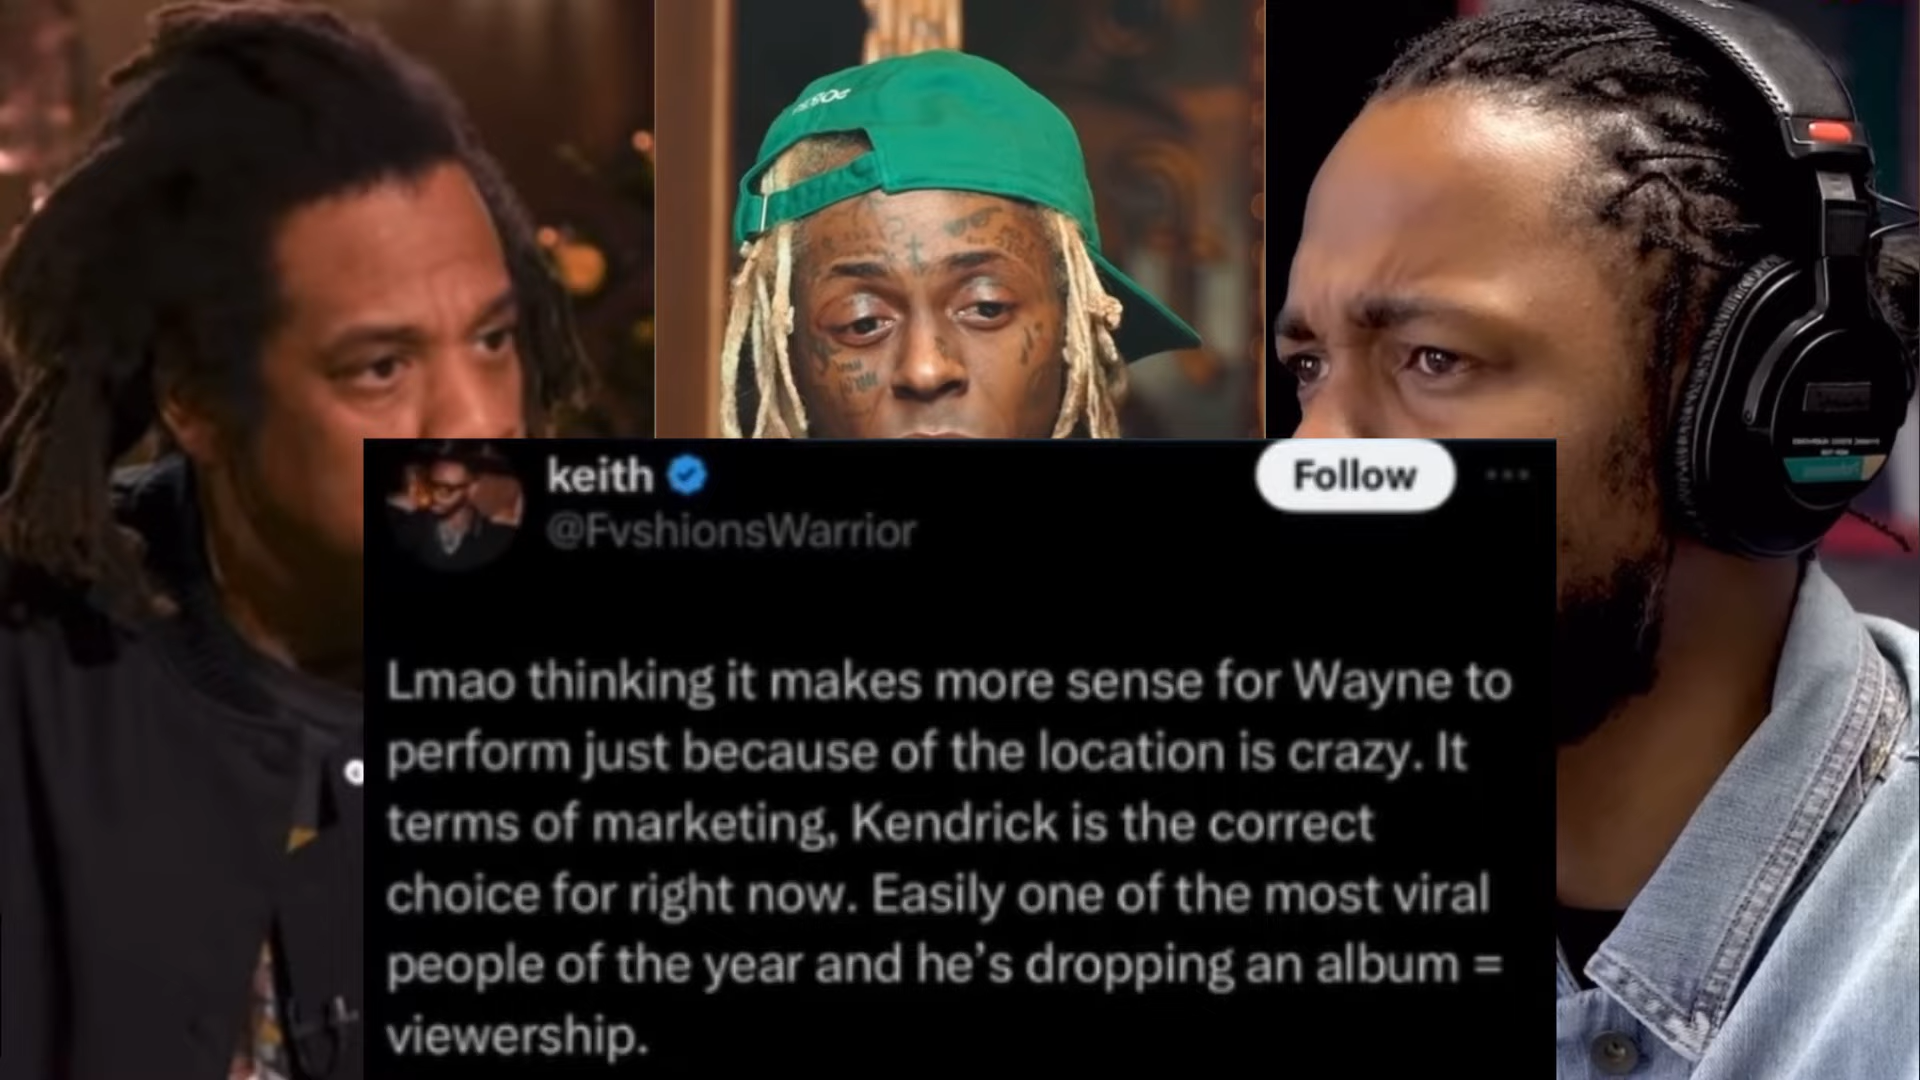 keith
@FvshionsWarrior
Follow
Lmao thinking it makes more sense for Wayne to
perform just because of the location is crazy. It
terms of marketing, Kendrick is the correct
choice for right now. Easily one of the most viral
people of the year and he's dropping an album =
viewership.